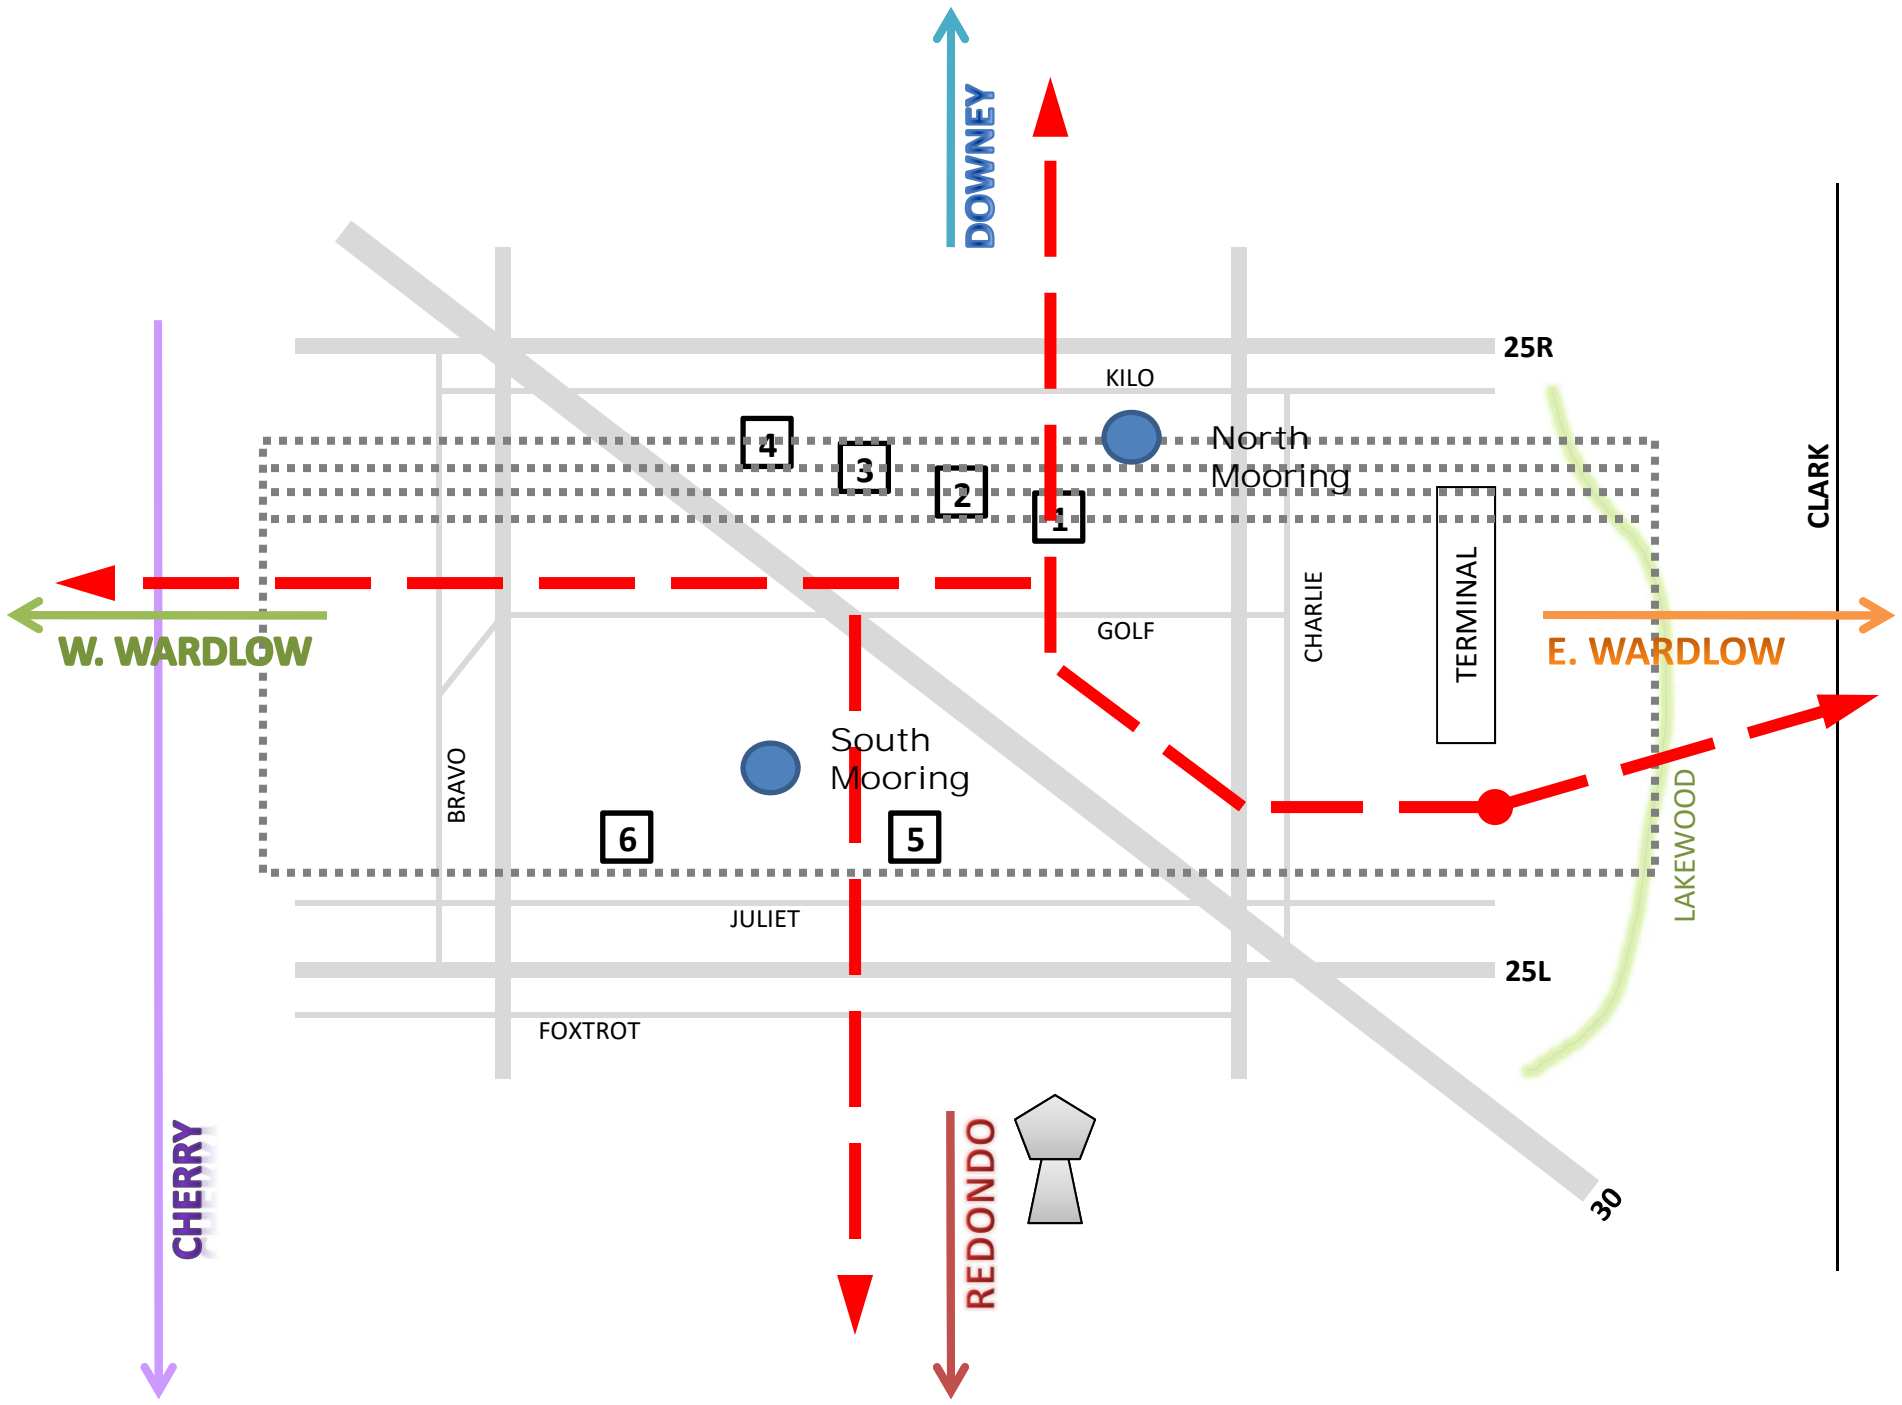 DOWNEY
25R
KILO
4
3
North
Mooring
2
1
CLARK
W. WARDLOW
GOLF
CHARLIE
TERMINAL
E. WARDLOW
South
Mooring
BRAVO
6
5
LAKEWOOD
JULIET
25L
FOXTROT
CHERRY
REDONDO
30